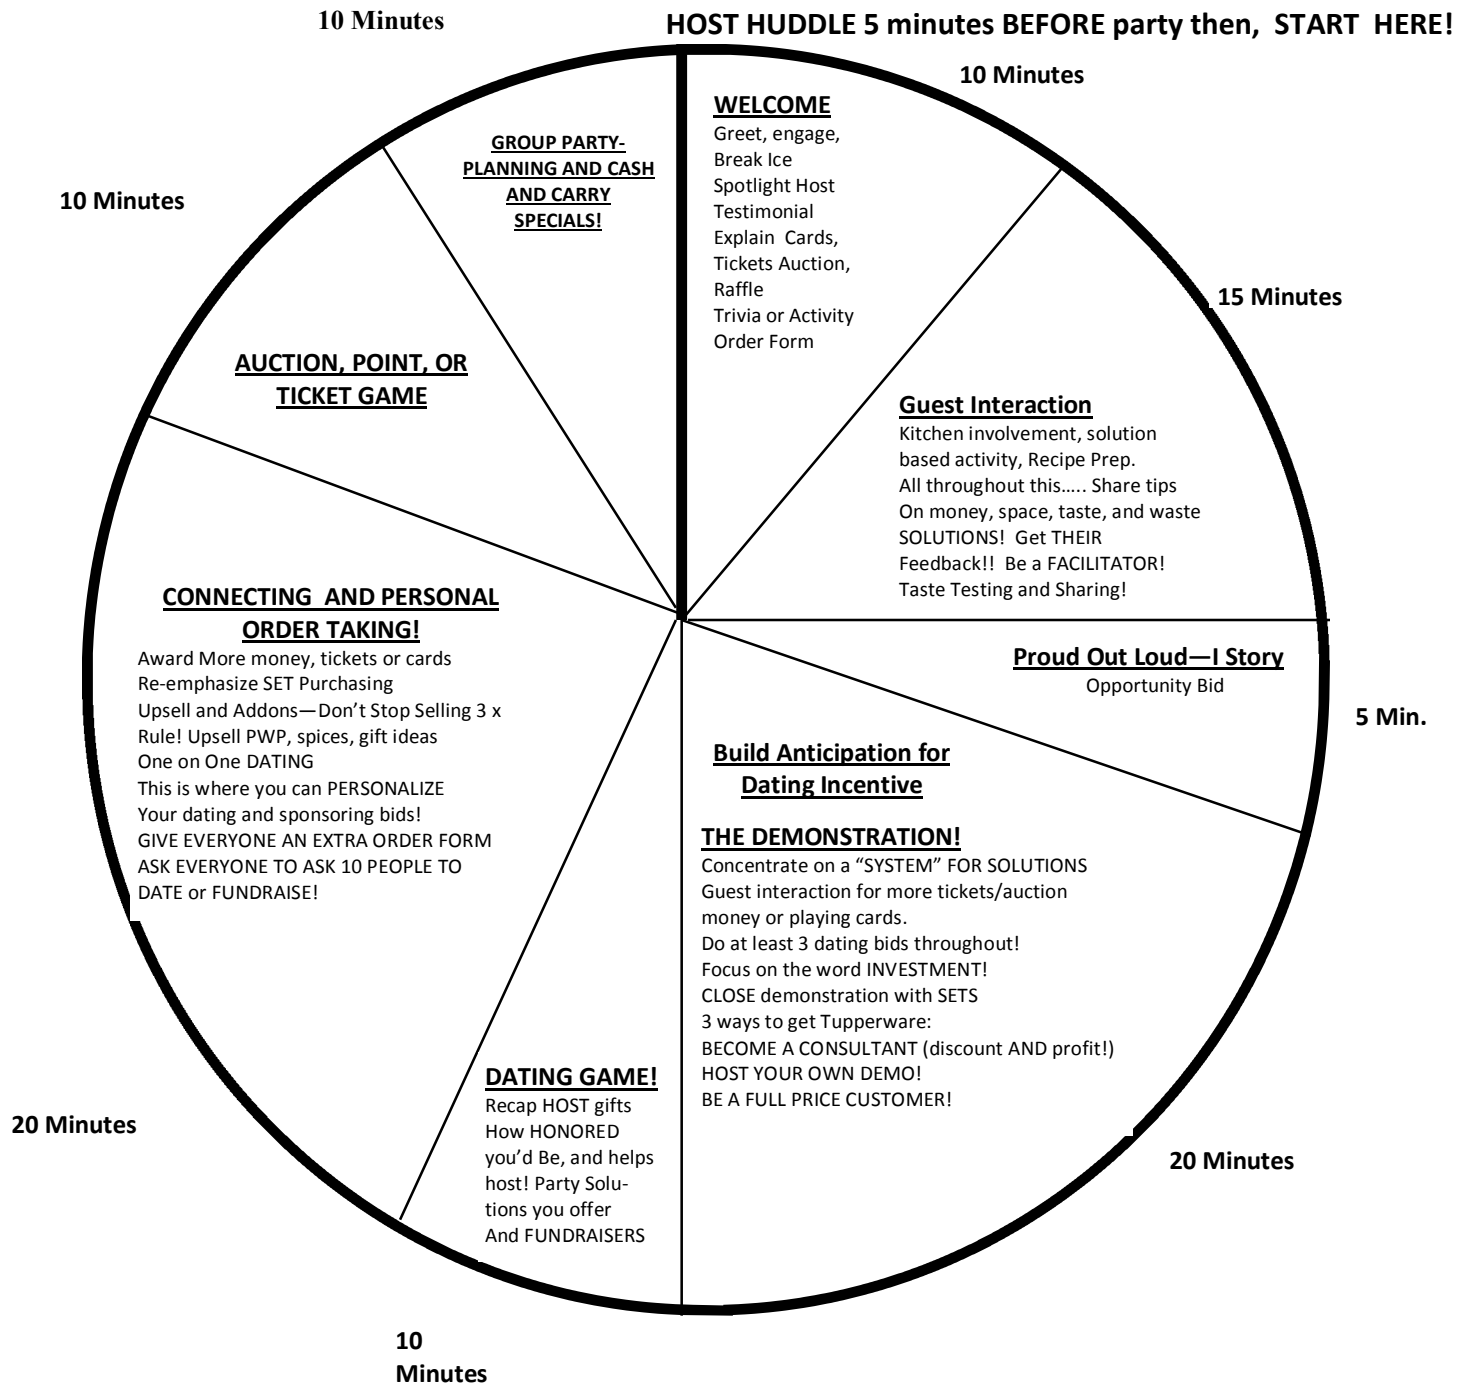 HOST HUDDLE 5 minutes BEFORE party then, START HERE!
10 Minutes
WELCOME
Greet, engage,
Break Ice
Spotlight Host
Testimonial
Explain Cards,
Tickets Auction,
Raffle
Trivia or Activity
Order Form
15 Minutes
Guest Interaction
Kitchen involvement, solution
based activity, Recipe Prep.
All throughout this….. Share tips
On money, space, taste, and waste
SOLUTIONS! Get THEIR
Feedback!! Be a FACILITATOR!
Taste Testing and Sharing!
Proud Out Loud—I Story
Opportunity Bid
5 Min.
Build Anticipation for
Dating Incentive
THE DEMONSTRATION!
Concentrate on a “SYSTEM” FOR SOLUTIONS
Guest interaction for more tickets/auction
money or playing cards.
Do at least 3 dating bids throughout!
Focus on the word INVESTMENT!
CLOSE demonstration with SETS
3 ways to get Tupperware:
BECOME A CONSULTANT (discount AND profit!)
HOST YOUR OWN DEMO!
BE A FULL PRICE CUSTOMER!
20 Minutes
DATING GAME!
Recap HOST gifts
How HONORED
you’d Be, and helps
host! Party Solu-
tions you offer
And FUNDRAISERS
10
Minutes
CONNECTING AND PERSONAL
ORDER TAKING!
Award More money, tickets or cards
Re-emphasize SET Purchasing
Upsell and Addons—Don’t Stop Selling 3 x
Rule! Upsell PWP, spices, gift ideas
One on One DATING
This is where you can PERSONALIZE
Your dating and sponsoring bids!
GIVE EVERYONE AN EXTRA ORDER FORM
ASK EVERYONE TO ASK 10 PEOPLE TO
DATE or FUNDRAISE!
20 Minutes
AUCTION, POINT, OR
TICKET GAME
10 Minutes
GROUP PARTY-
PLANNING AND CASH
AND CARRY
SPECIALS!
10 Minutes